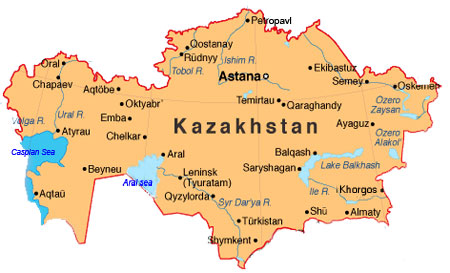 Petropavl
Qostanay
Rüdnyy
Ishim R.
Tobol R.
Oral
Chapaev
Astana
Ekibastuz
Semey
Oskemen
Aqtöbe
Oktyabr'
Temirtau
Qaraghandy
Ozero
Zaysan
Ural R.
Volga R.
Emba
Atyrau
Chelkar
Kazakhstan
Ayaguz
Ozero
Alakol'
Caspian Sea
Beyneu
Aral
Balqash
Lake Balkhash
Saryshagan
Aral sea
Leninsk
(Tyuratam)
Ile R.
Khorgos
Aqtaü
Qyzylorda
Syr Dar'ya R.
Türkistan
Shū
Almaty
Shymkent